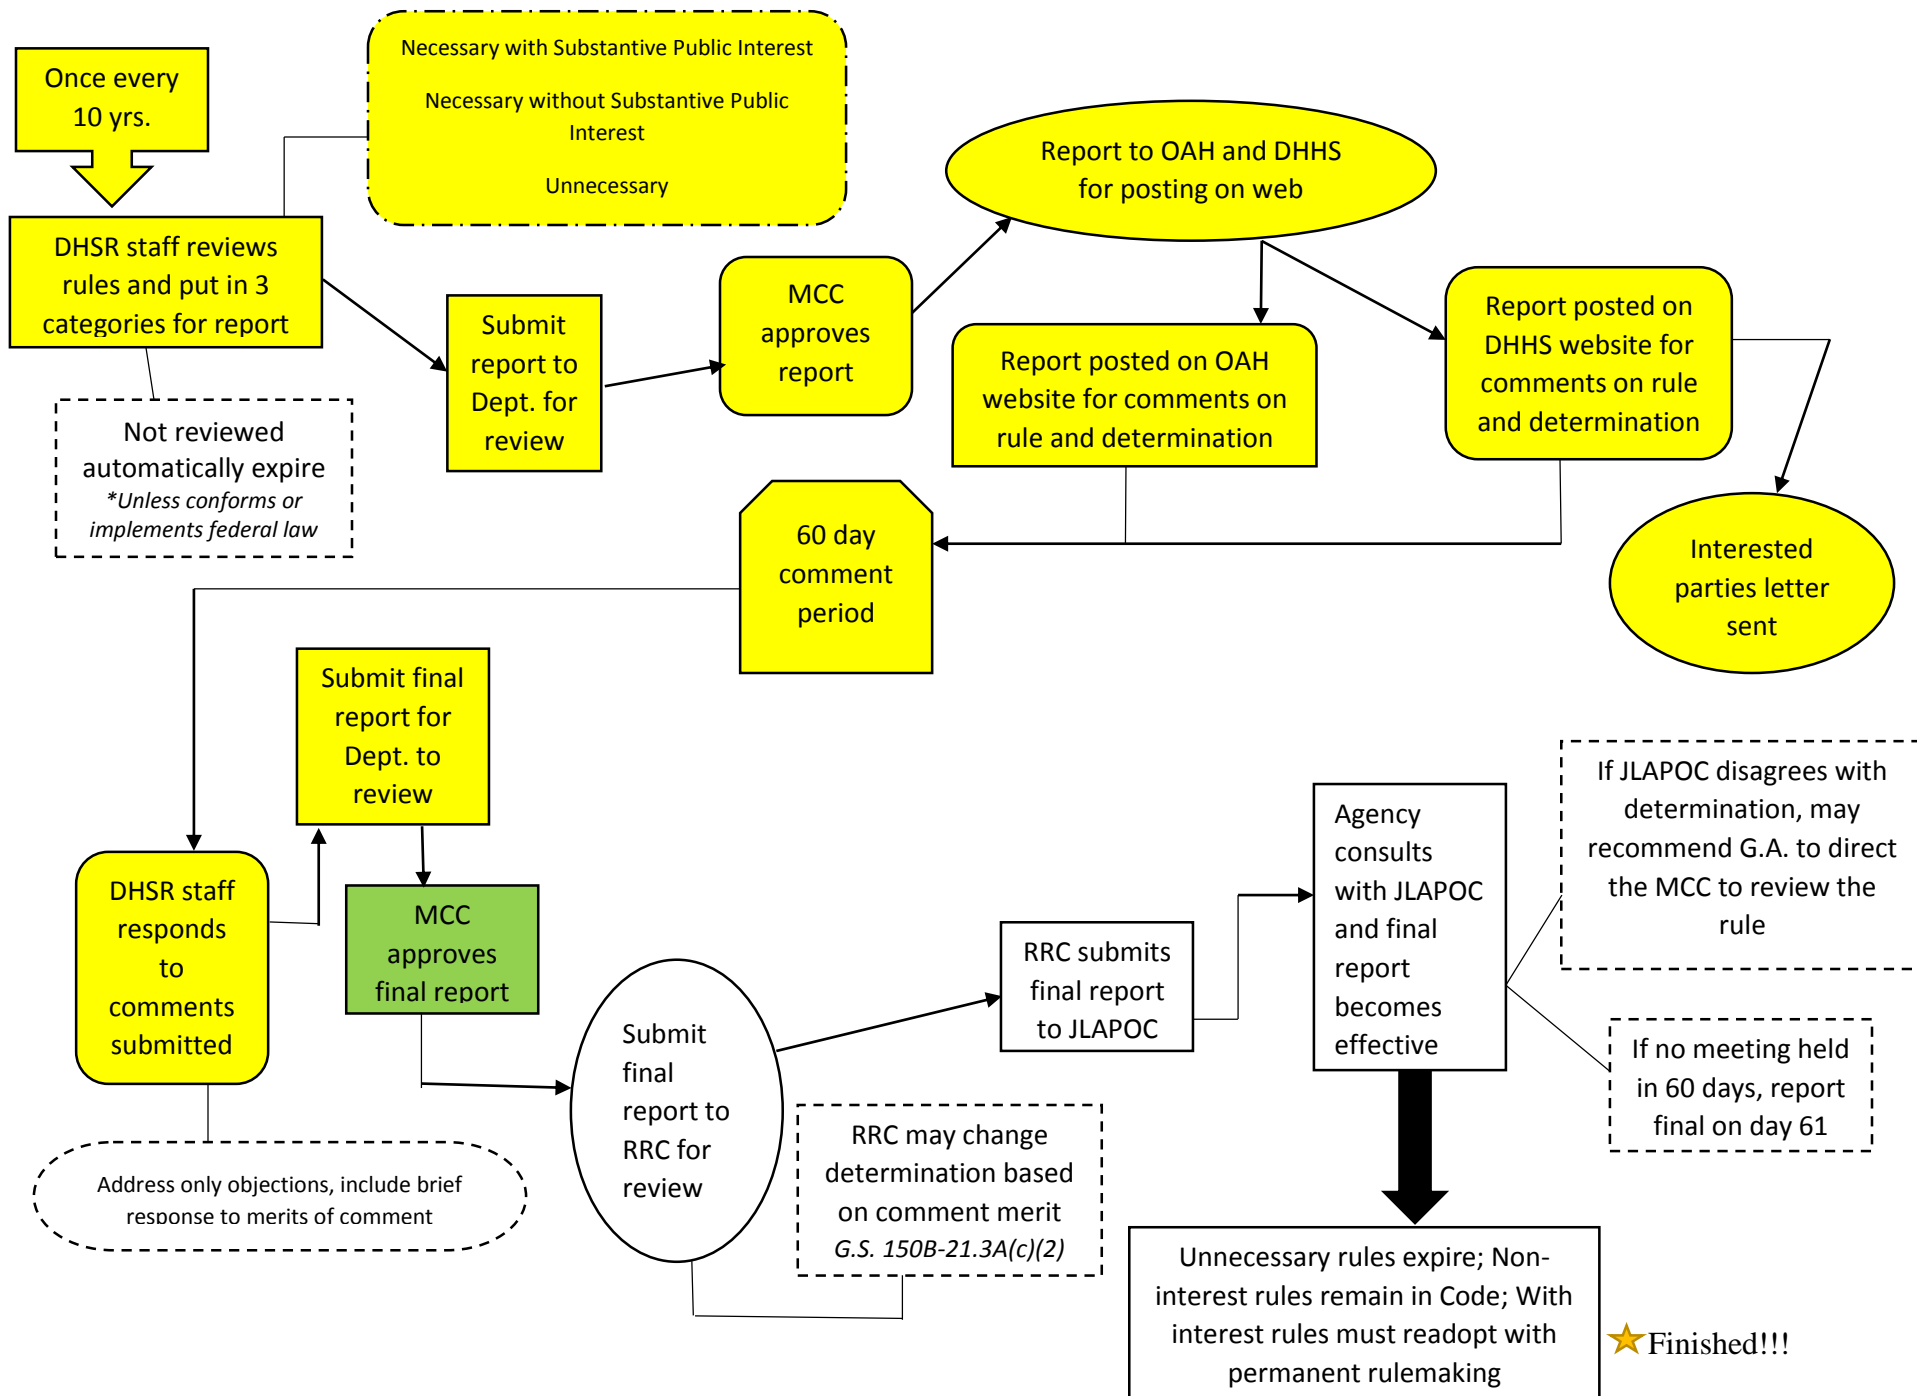 Once every
10 yrs.
Necessary with Substantive Public Interest
Necessary without Substantive Public
Interest
Unnecessary
DHSR staff reviews
rules and put in 3
categories for report
Not reviewed
automatically expire
*Unless conforms or
implements federal law
Submit
report to
Dept. for
review
MCC
approves
report
Report to OAH and DHHS
for posting on web
Report posted on OAH
website for comments on
rule and determination
Report posted on
DHHS website for
comments on rule
and determination
Interested
parties letter
sent
60 day
comment
period
DHSR staff
responds
to
comments
submitted
Address only objections, include brief
response to merits of comment
Submit final
report for
Dept. to
review
MCC
approves
final report
Submit
final
report to
RRC for
review
RRC may change
determination based
on comment merit
G.S. 150B-21.3A(c)(2)
RRC submits
final report
to JLAPOC
Agency
consults
with JLAPOC
and final
report
becomes
effective
If JLAPOC disagrees with
determination, may
recommend G.A. to direct
the MCC to review the
rule
If no meeting held
in 60 days, report
final on day 61
Unnecessary rules expire; Non-
interest rules remain in Code; With
interest rules must readopt with
permanent rulemaking
Finished!!!